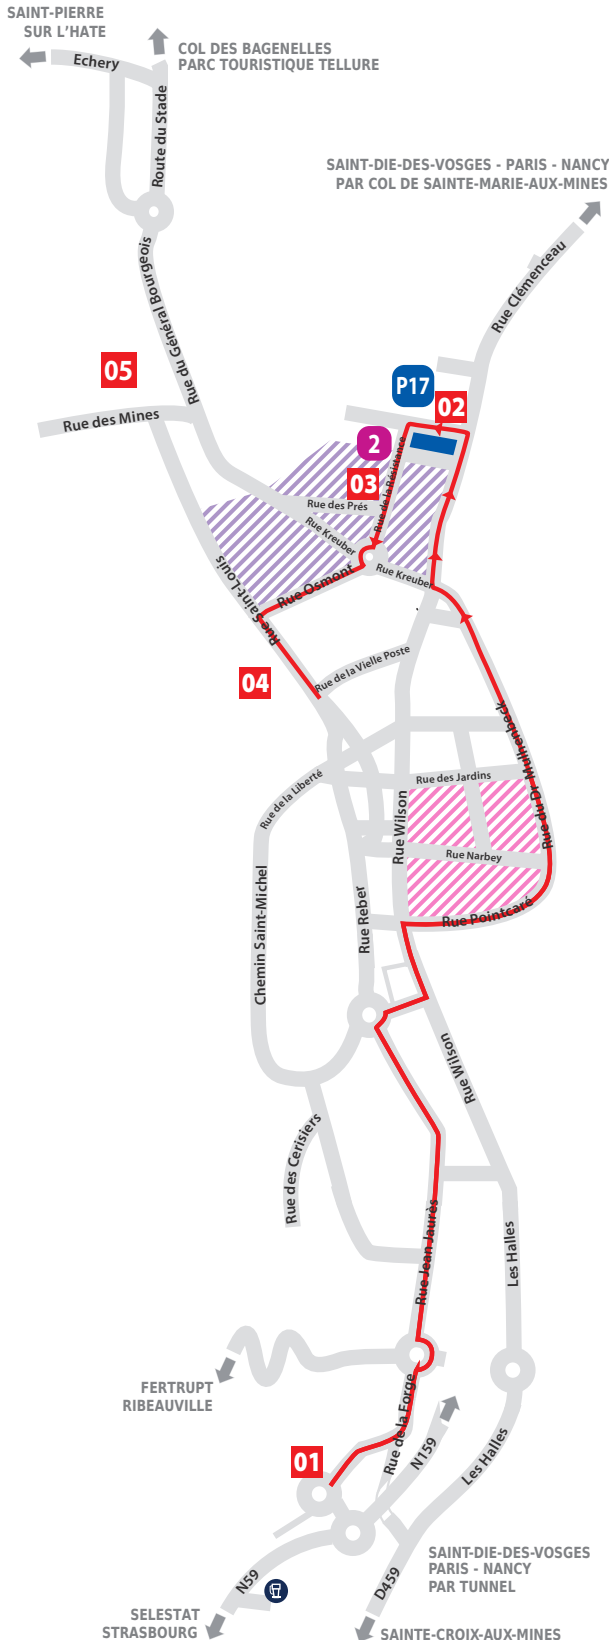 SAINT-PIERRE
SUR L'HATE
COL DES BAGENELLES
PARC TOURISTIQUE TELLURE
Echery
Route du Stade
SAINT-DIE-DES-VOSGES - PARIS - NANCY
PAR COL DE SAINTE-MARIE-AUX-MINES
Rue Clémenceau
Rue du Général Bourgeois
05
P17
02
Rue des Mines
2
03
Rue de la Résistance
Rue des Prés
Rue Kreuber
Rue Kreuber
Rue Osmont
Rue Saint-Louis
04
Rue de la Vielle Poste
Rue du Dr Mulhenbeck
Rue des Jardins
Rue de la Liberté
Rue Wilson
Rue Narbey
Rue Pointcaré
Chemin Saint-Michel
Rue Reber
Rue Wilson
Rue des Cerisiers
Rue Jean Jaurès
Les Halles
FERTRUPT
RIBEAUVILLE
Rue de la Forge
N159
Les Halles
01
SAINT-DIE-DES-VOSGES
PARIS - NANCY
PAR TUNNEL
N59
D459
SELESTAT
STRASBOURG
SAINTE-CROIX-AUX-MINES